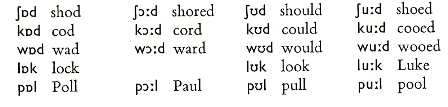 ʃɒd shod ʃɔːd shored ʃʊd should ʃuːd shoed
kɒd cod kɔːd cord kʊd could kuːd cooed
wɒd wad wɔːd ward wʊd would wuːd wooed
lɒk lock lʊk look luːk Luke
pɒl Poll pɔːl Paul pʊl pull puːl pool